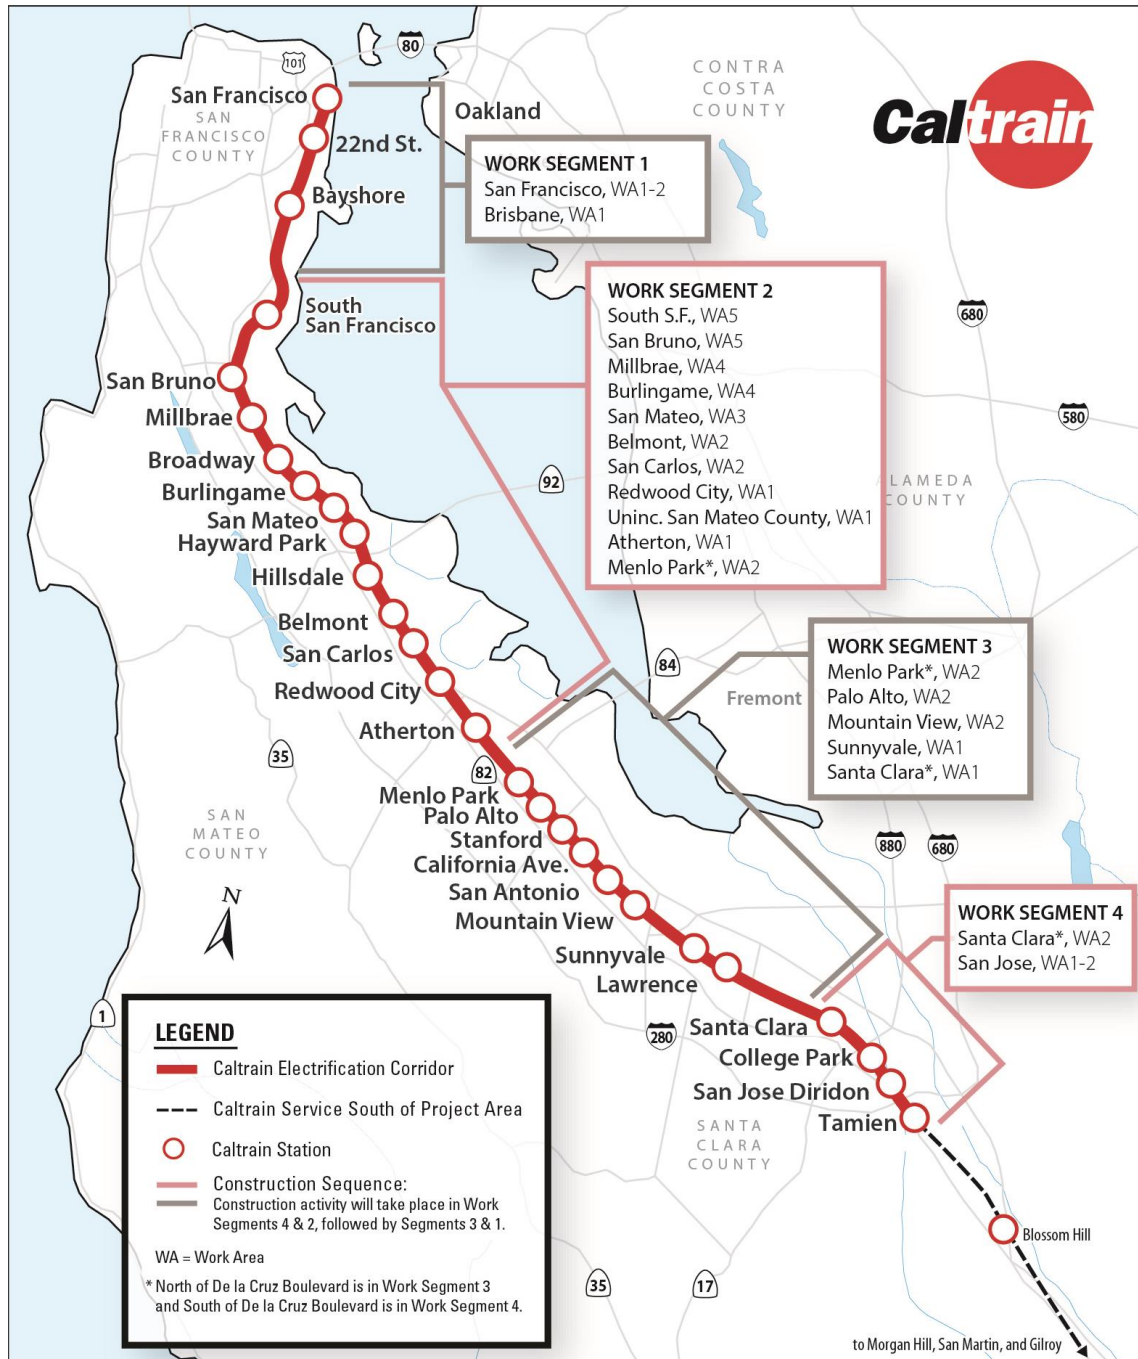 80
101
CONTRA
COSTA
COUNTY
Caltrain
San Francisco
SAN
FRANCISCO
COUNTY
Oakland
22nd St.
WORK SEGMENT 1
San Francisco, WA1-2
Brisbane, WA1
Bayshore
WORK SEGMENT 2
South S.F., WA5
San Bruno, WA5
Millbrae, WA4
Burlingame, WA4
San Mateo, WA3
Belmont, WA2
San Carlos, WA2
Redwood City, WA1
Uninc. San Mateo County, WA1
Atherton, WA1
Menlo Park*, WA2
680
South
San Francisco
San Bruno
Millbrae
580
Broadway
92
Burlingame
ALAMEDA
COUNTY
San Mateo
Hayward Park
Hillsdale
Belmont
San Carlos
WORK SEGMENT 3
Menlo Park*, WA2
Palo Alto, WA2
Mountain View, WA2
Sunnyvale, WA1
Santa Clara*, WA1
84
Fremont
Redwood City
Atherton
35
82
Menlo Park
Palo Alto
Stanford
California Ave.
San Antonio
Mountain View
SAN
MATEO
COUNTY
880
680
N
WORK SEGMENT 4
Santa Clara*, WA2
San Jose, WA1-2
Sunnyvale
Lawrence
1
280
Santa Clara
College Park
San Jose Diridon
Tamien
SANTA
CLARA
COUNTY
LEGEND
Caltrain Electrification Corridor
Caltrain Service South of Project Area
Caltrain Station
Construction Sequence:
Construction activity will take place in Work
Segments 4 & 2, followed by Segments 3 & 1.
WA = Work Area
* North of De la Cruz Boulevard is in Work Segment 3
and South of De la Cruz Boulevard is in Work Segment 4.
Blossom Hill
35
17
to Morgan Hill, San Martin, and Gilroy